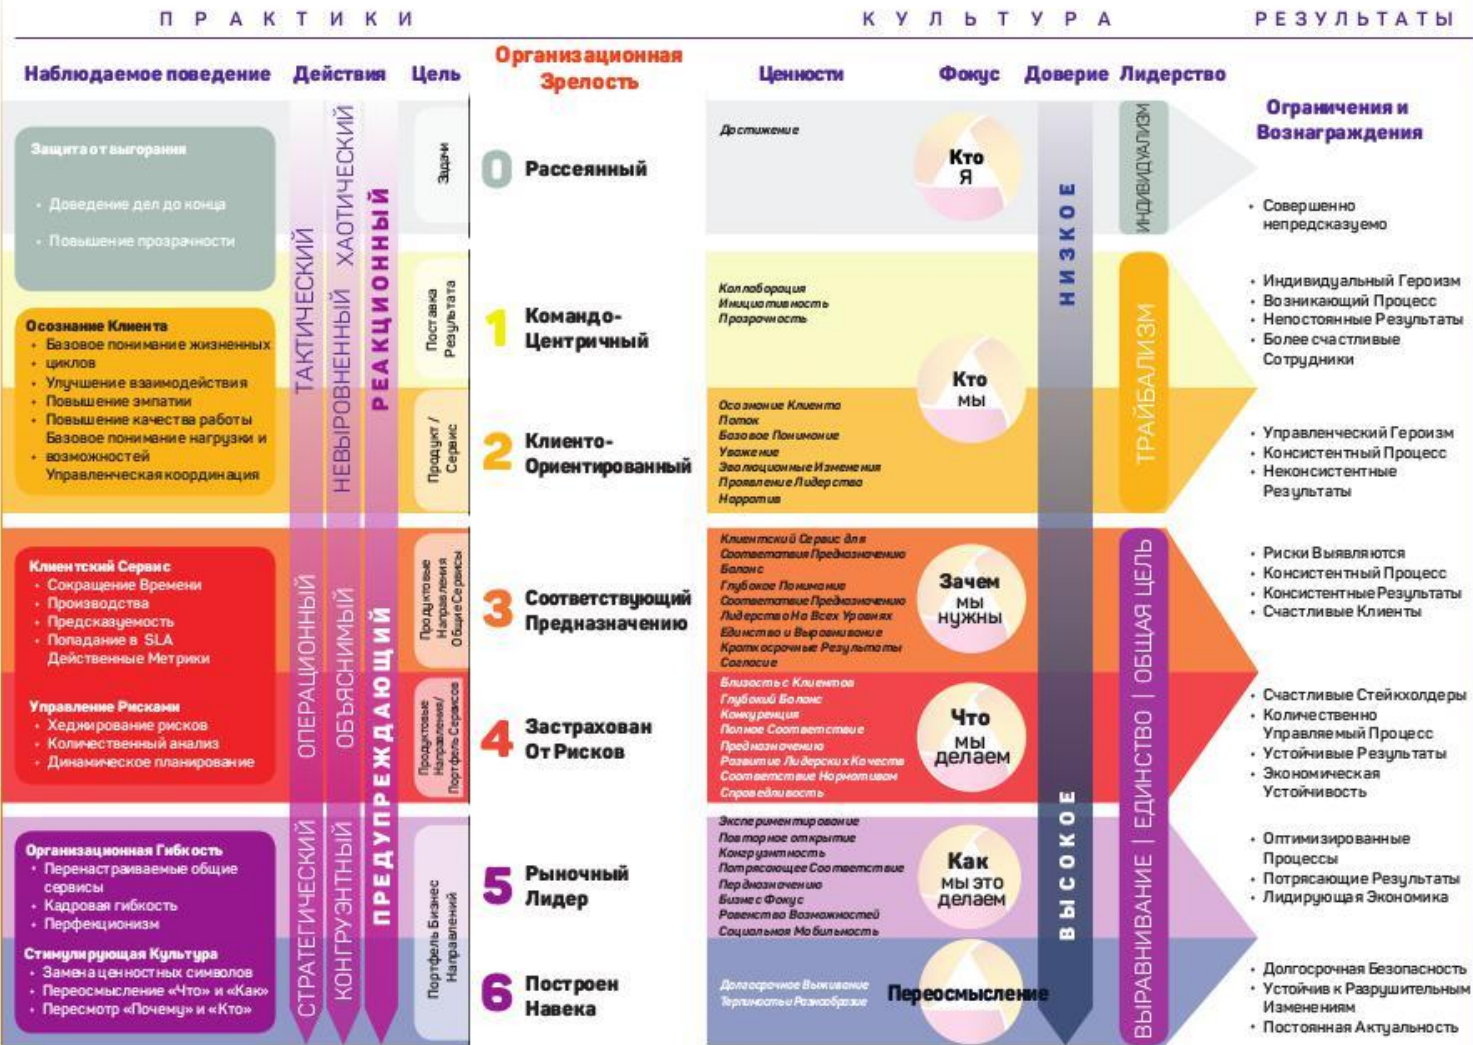 ПРАКТИКИ
КУЛЬТУРА
РЕЗУЛЬТАТЫ
Наблюдаемое поведение
Действия
Цель
Организационная
Зрелость
Ценности
Фокус
Доверие
Лидерство
Ограничения и
Вознаграждения
Защита от выгорания
• Доведение дел до конца
• Повышение прозрачности
Осознание Клиента
• Базовое понимание жизненных
• циклов
• Улучшение взаимодействия
• Повышение эмпатии
• Повышение качества работы
Базовое понимание нагрузки и
• возможностей
Управленческая координация
Клиентский Сервис
• Сокращение Времени
• Производства
• Предсказуемость
• Попадание в SLA
Действенные Метрики
Управление Рисками
• Хеджирование рисков
• Количественный анализ
• Динамическое планирование
Организационная Гибкость
• Перенастраиваемые общие
сервисы
• Кадровая гибкость
• Перфекционизм
Стимулирующая Культура
• Замена ценностных символов
• Переосмысление «Что» и «Как»
• Пересмотр «Почему» и «Кто»
ТАКТИЧЕСКИЙ
ОПЕРАЦИОННЫЙ
СТРАТЕГИЧЕСКИЙ
ХАОТИЧЕСКИЙ
НЕВЫРОВНЕННЫЙ
ОБЪЯСНИМЫЙ
КОНГРУЭНТНЫЙ
РЕАКЦИОННЫЙ
ПРЕДУПРЕЖДАЮЩИЙ
Задачи
Поставка
Результата
Продукт /
Сервис
Продуктовые
Направления
Общие Сервисы
Продуктовые
Направления/
Портфель Сервисов
Портфель Бизнес
Направлений
0 Рассеянный
1 Командо-
Центричный
2 Клиенто-
Ориентированный
3 Соответствующий
Предназначению
4 Застрахован
От Рисков
5 Рыночный
Лидер
6 Построен
Навека
Достижение
Коллаборация
Инициативность
Прозрачность
Осознание Клиента
Поток
Базовое Понимание
Уважение
Эволюционные Изменения
Проявление Лидерства
Нарратив
Клиентский Сервис для
Соответствия Предназначению
Баланс
Глубокое Понимание
Соответствие Предназначению
Лидерство На Всех Уровнях
Единство и Выравнивание
Краткосрочные Результаты
Согласие
Близость с Клиентов
Глубокий Баланс
Конкуренция
Полное Соответствие
Предназначению
Развитие Лидерских Качеств
Соответствие Нормативам
Справедливость
Экспериментирование
Повторное открытие
Конгруэнтность
Потрясающее Соответствие
Перднозначению
Бизнес Фокус
Равенство Возможностей
Социальная Мобильность
Долгосрочное Выживание
Терпимость и Разнообразие
Кто
Я
Кто
мы
Зачем
мы
нужны
Что
мы
делаем
Как
мы это
делаем
Переосмысление
НИЗКОЕ
ВЫСОКОЕ
ИНДИВИДУАЛИЗМ
ТРАЙБАЛИЗМ
ВЫРАВНИВАНИЕ | ЕДИНСТВО | ОБЩАЯ ЦЕЛЬ
• Совершенно
непредсказуемо
• Индивидуальный Героизм
• Возникающий Процесс
• Непостоянные Результаты
• Более счастливые
Сотрудники
• Управленческий Героизм
• Консистентный Процесс
• Неконсистентные
Результаты
• Риски Выявляются
• Консистентный Процесс
• Консистентные Результаты
• Счастливые Клиенты
• Счастливые Стейкхолдеры
• Количественно
Управляемый Процесс
• Устойчивые Результаты
• Экономическая
Устойчивость
• Оптимизированные
Процессы
• Потрясающие Результаты
• Лидирующая Экономика
• Долгосрочная Безопасность
• Устойчив к Разрушительным
Изменениям
• Постоянная Актуальность